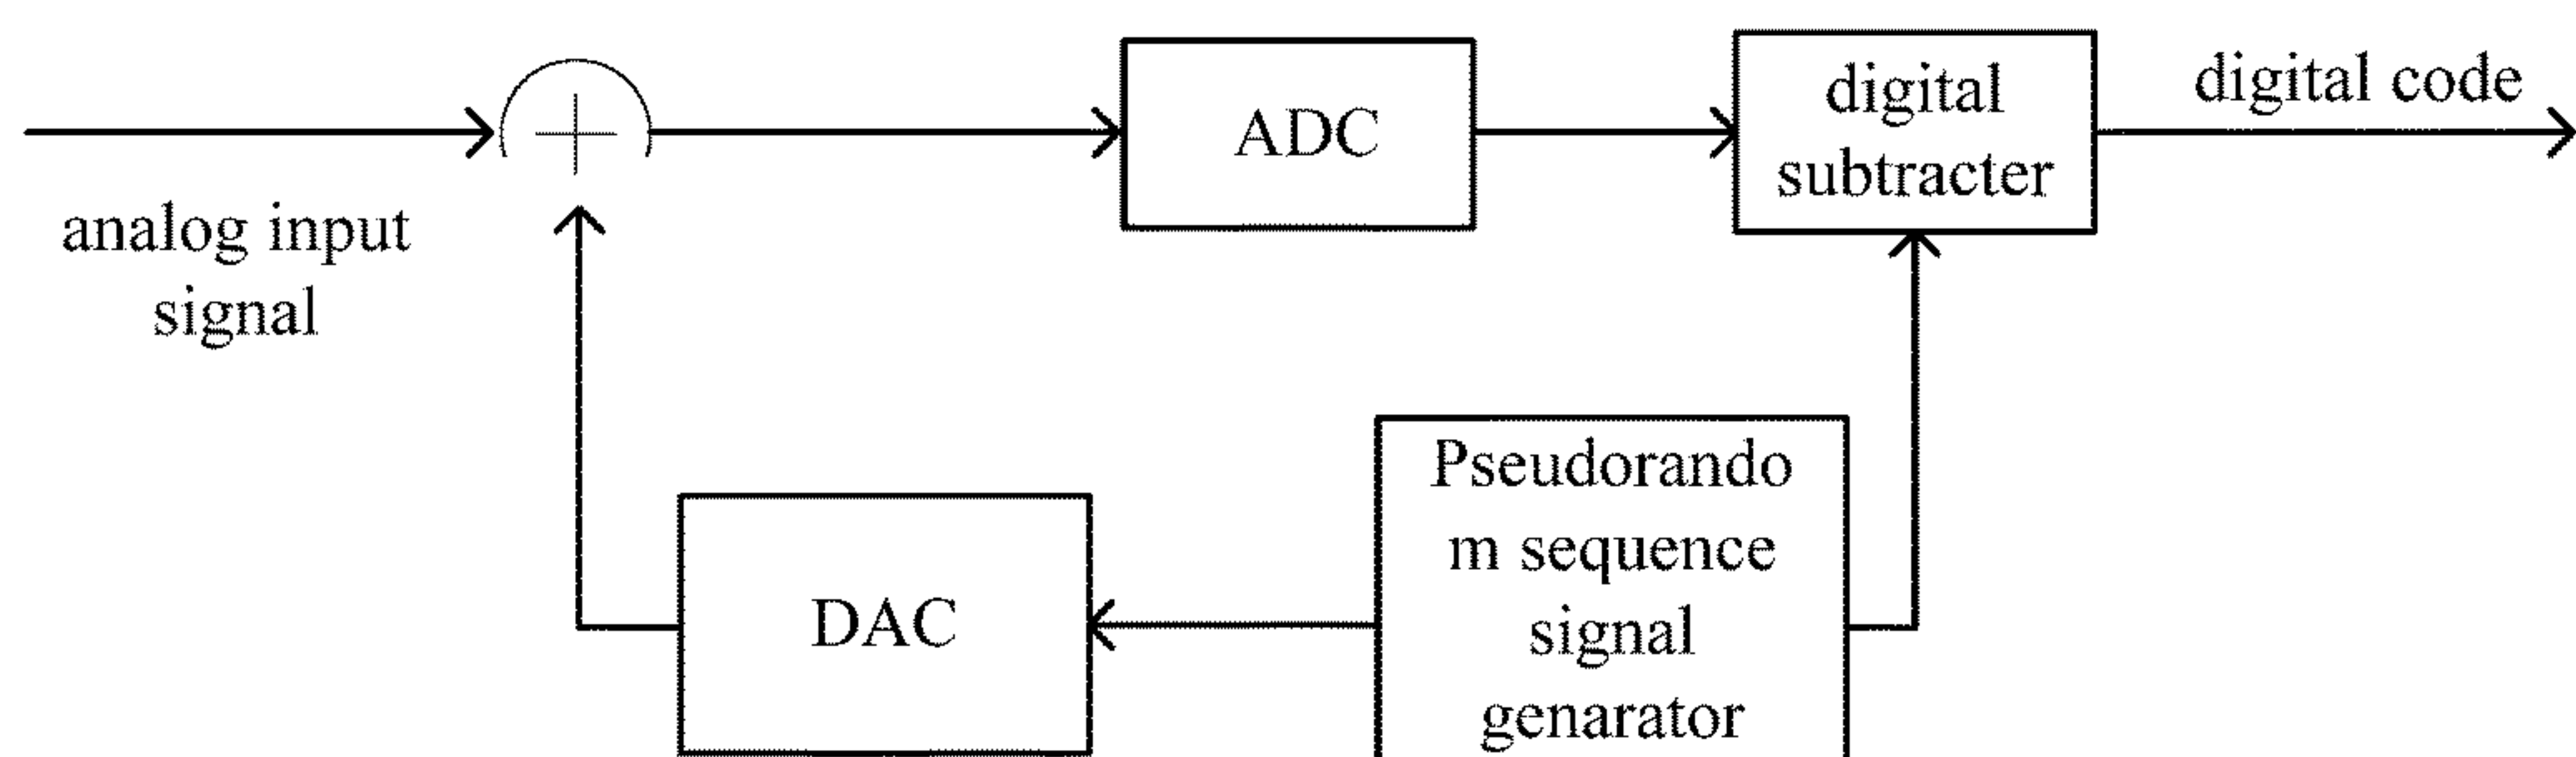 analog input
signal
ADC
digital
subtracter
digital code
DAC
Pseudorando
m sequence
signal
genarator